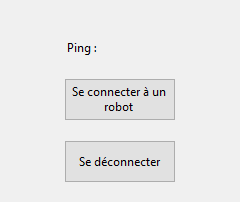 Ping :
Se connecter à un
robot
Se déconnecter